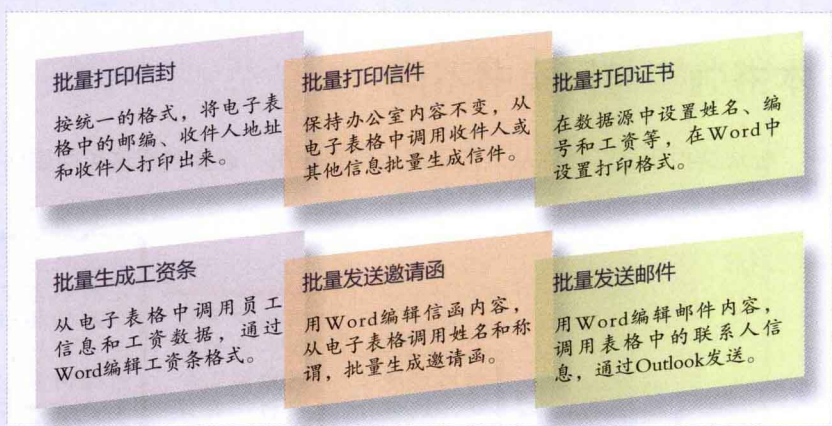 批量打印信封
按统一的格式，将电子表
格中的邮编、收件人地址
和收件人打印出来。
批量打印信件
保持办公室内容不变，从
电子表格中调用收件人或
其他信息批量生成信件。
批量打印证书
在数据源中设置姓名、编
号和工资等，在Word中
设置打印格式。
批量生成工资条
从电子表格中调用员工
信息和工资数据，通过
Word编辑工资条格式。
批量发送邀请函
用Word编辑信函内容，
从电子表格调用姓名和称
谓，批量生成邀请函。
批量发送邮件
用Word编辑邮件内容，
调用表格中的联系人信
息，通过Outlook发送。